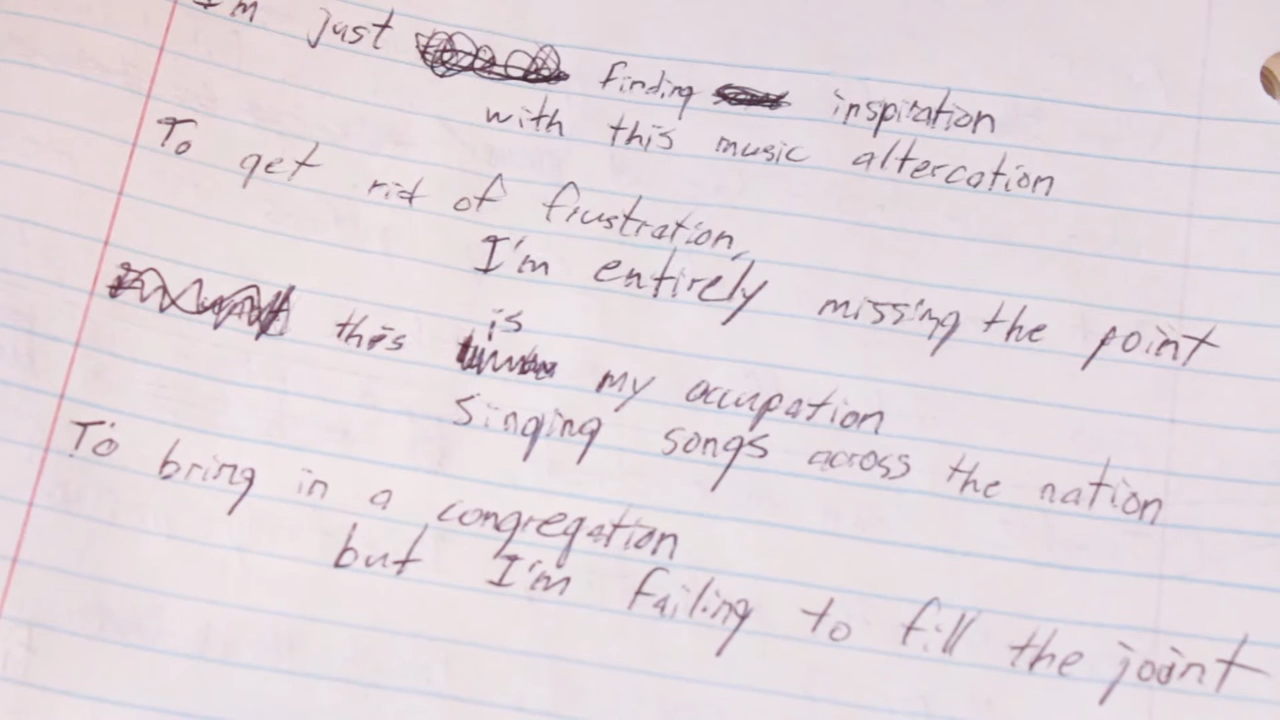 I'm just finding inspiration
with this music altercation
To get rid of frustration,
I'm entirely missing the point
this is my occupation
Singing songs across the nation
To bring in a congregation
but I'm failing to fill the joint